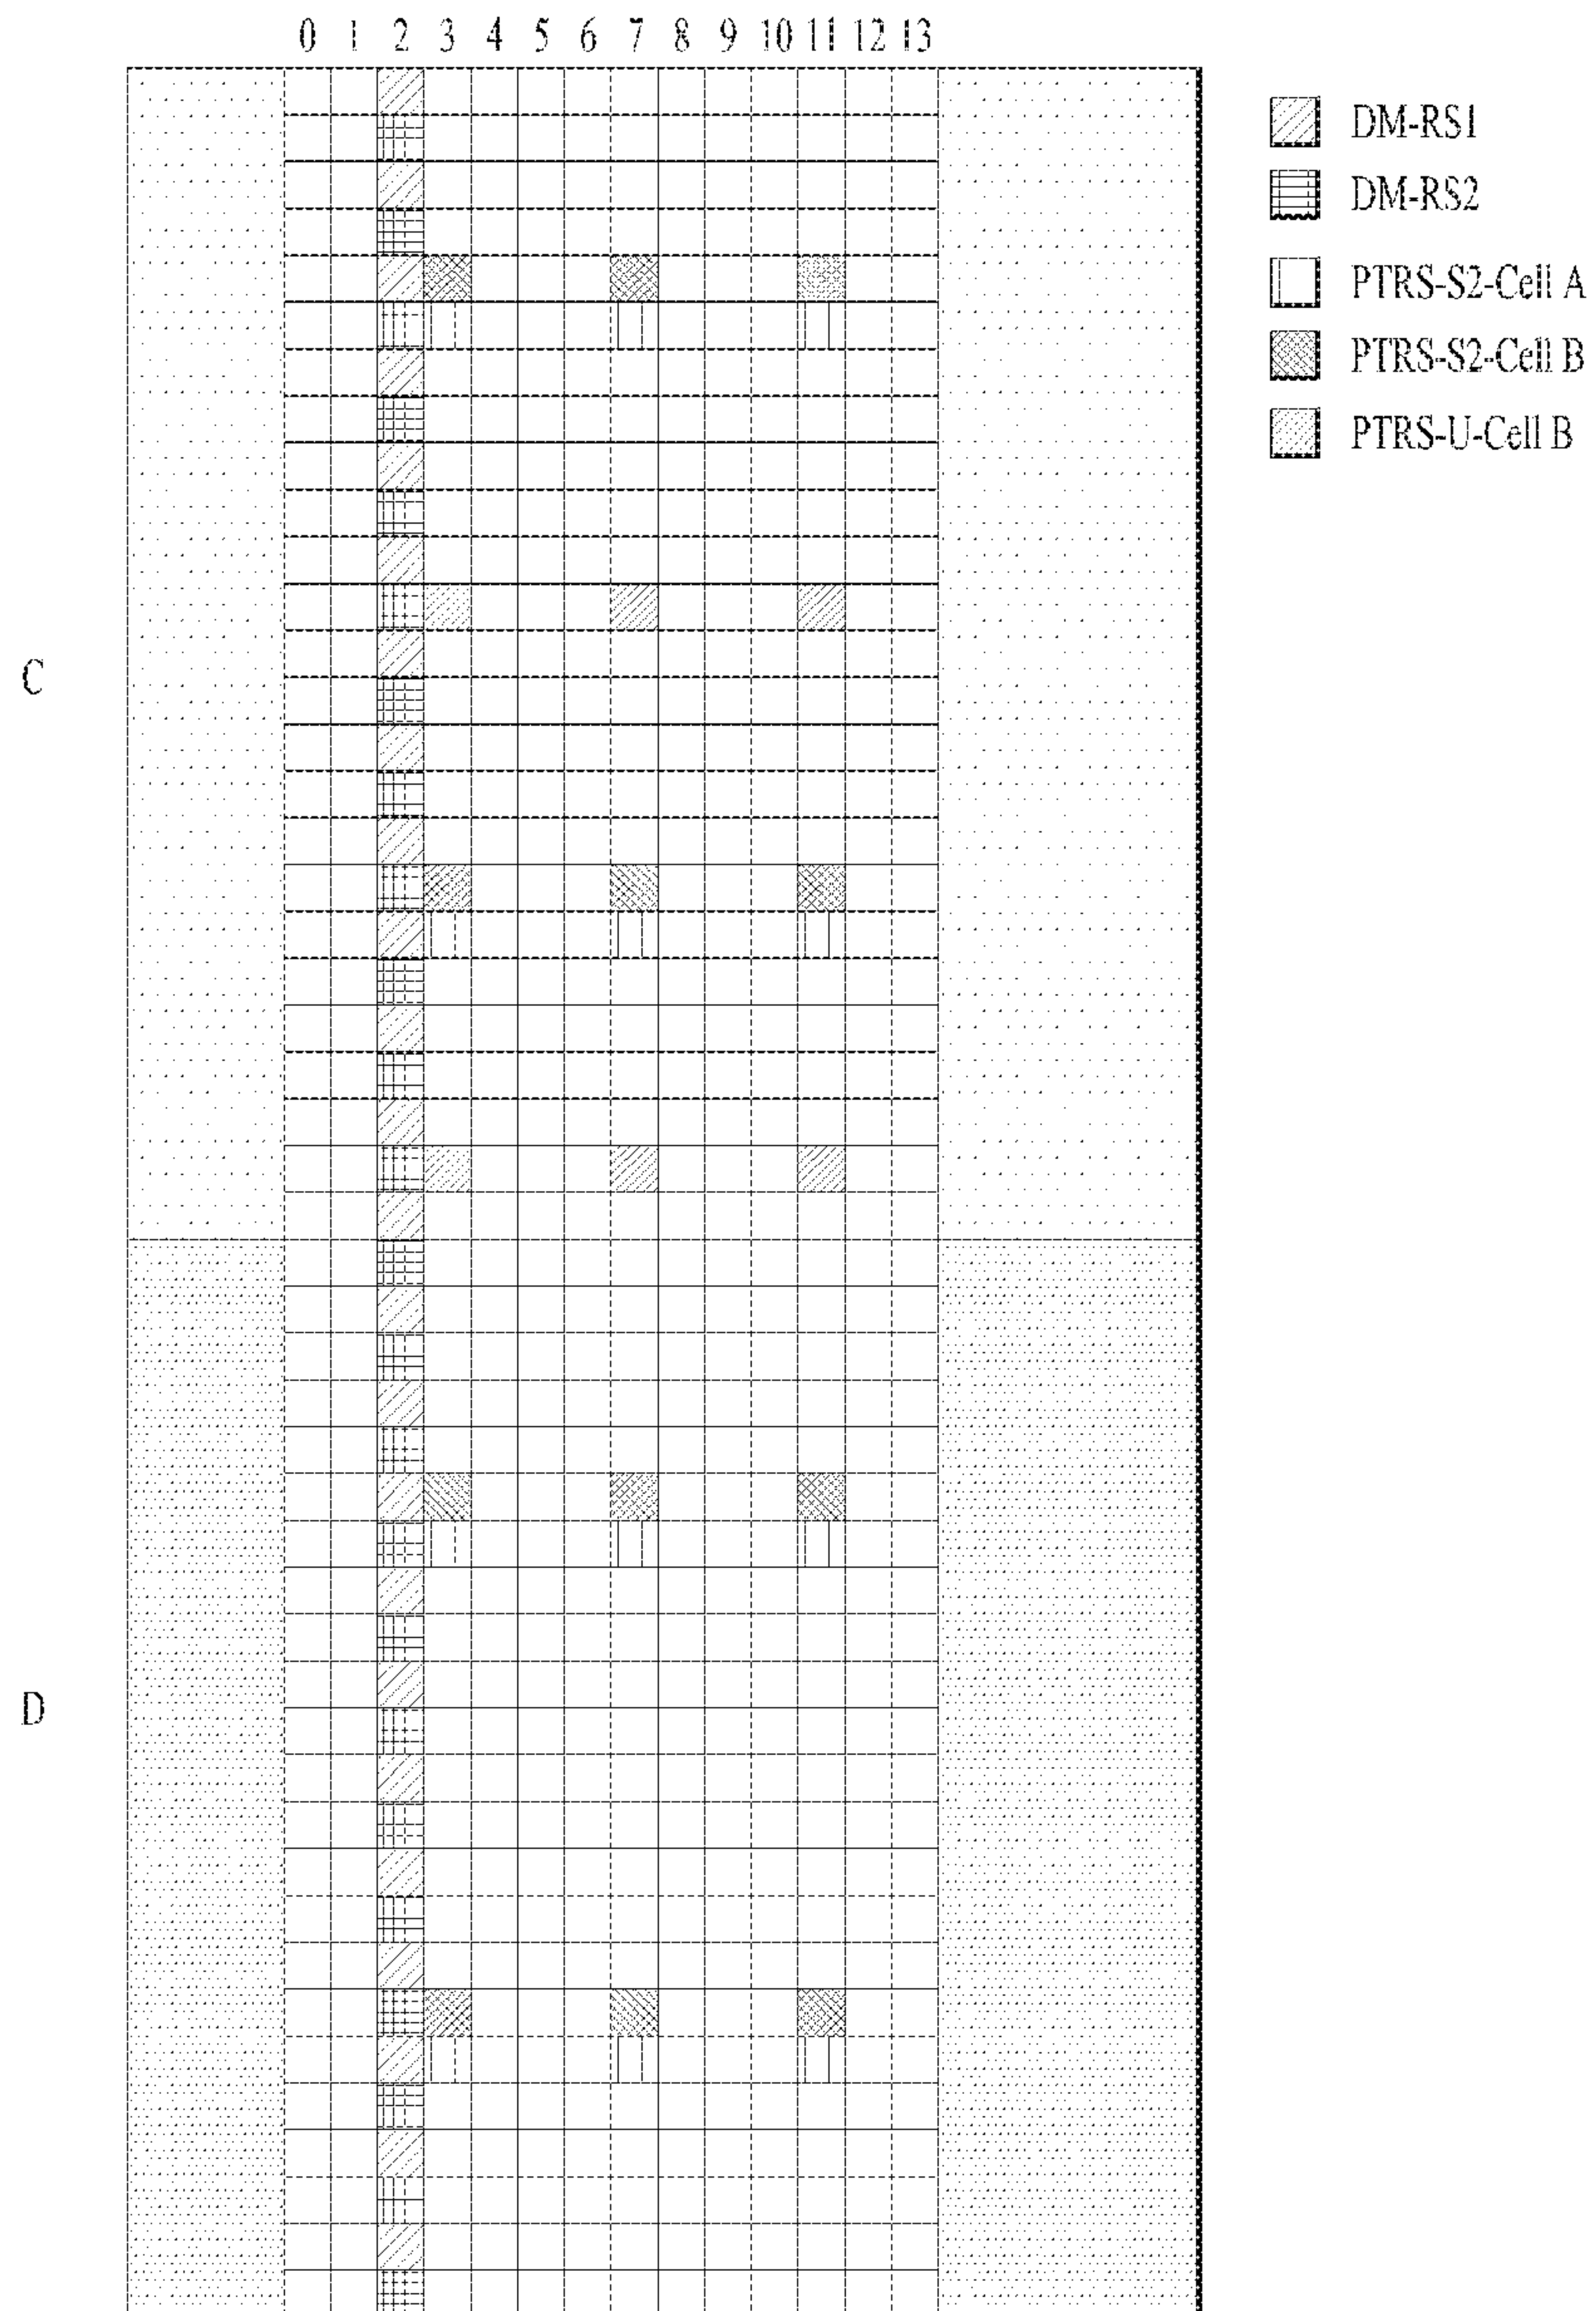 0 1 2 3 4 5 6 7 8 9 10 11 12 13
DM-RS1
DM-RS2
PTRS-S2-Cell A
PTRS-S2-Cell B
PTRS-U-Cell B
C
D